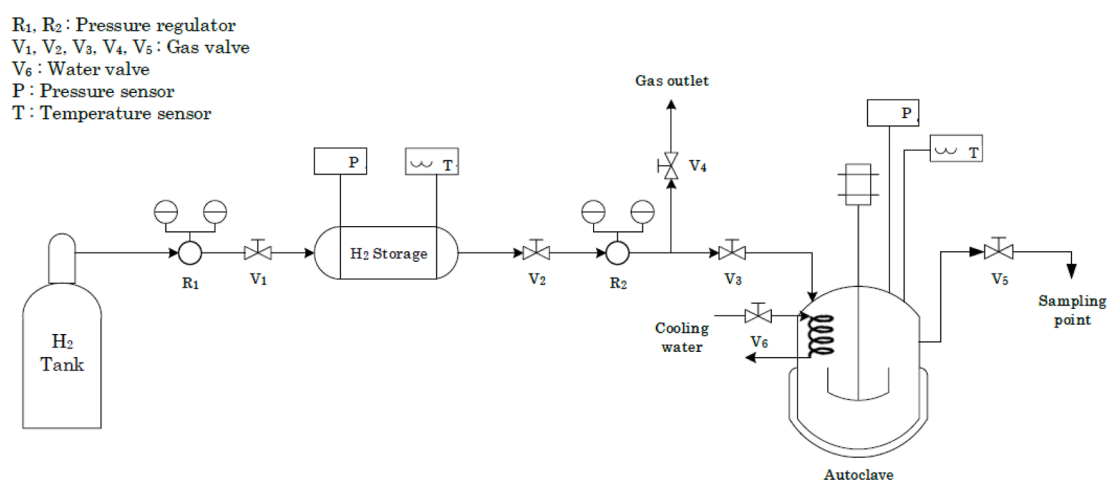 R1, R2 : Pressure regulator
V1, V2, V3, V4, V5 : Gas valve
V6 : Water valve
P : Pressure sensor
T : Temperature sensor
Gas outlet
P
P
T
T
V4
H2 Storage
R1
V1
V2
R2
V3
V5
Sampling
point
Cooling
water
V6
H2
Tank
Autoclave